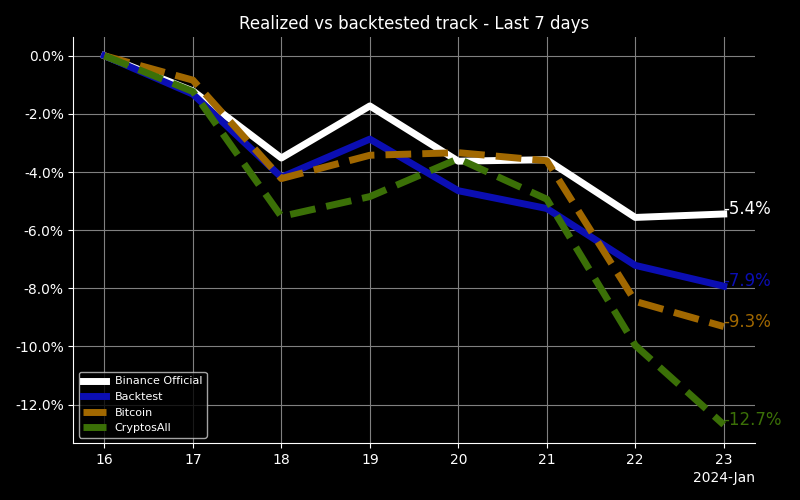 Realized vs backtested track - Last 7 days
0.0%
-2.0%
-4.0%
-6.0%
-8.0%
-10.0%
-12.0%
-5.4%
-7.9%
-9.3%
-12.7%
Binance Official
Backtest
Bitcoin
CryptosAll
16 17 18 19 20 21 22 23
2024-Jan